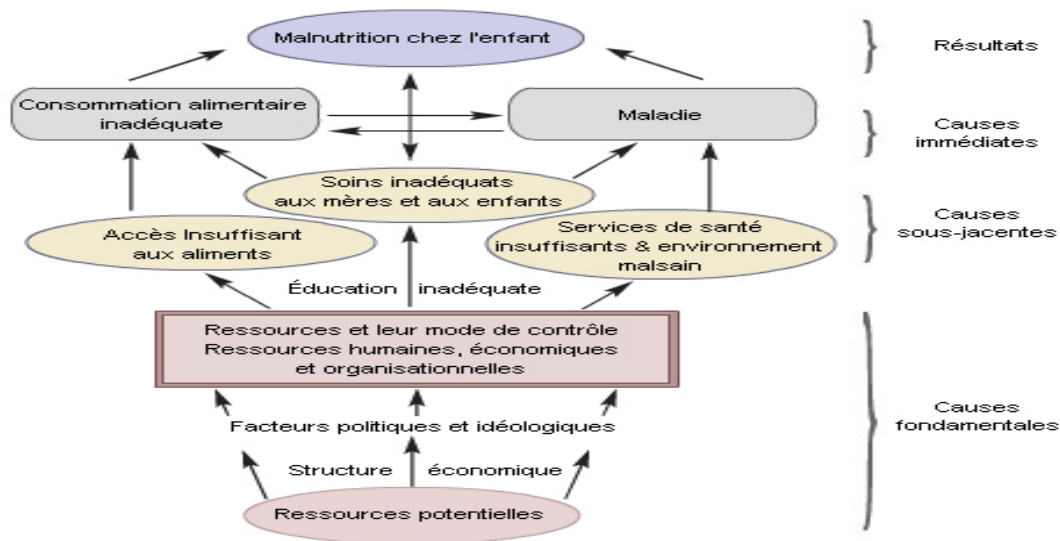 Malnutrition chez l'enfant
Résultats
Consommation alimentaire
inadéquate
Maladie
Causes
immédiates
Soins inadéquats
aux mères et aux enfants
Accès Insuffisant
aux aliments
Services de santé
insuffisants & environnement
malsain
Causes
sous-jacentes
Éducation inadéquate
Ressources et leur mode de contrôle
Ressources humaines, économiques
et organisationnelles
Facteurs politiques et idéologiques
Structure économique
Ressources potentielles
Causes
fondamentales